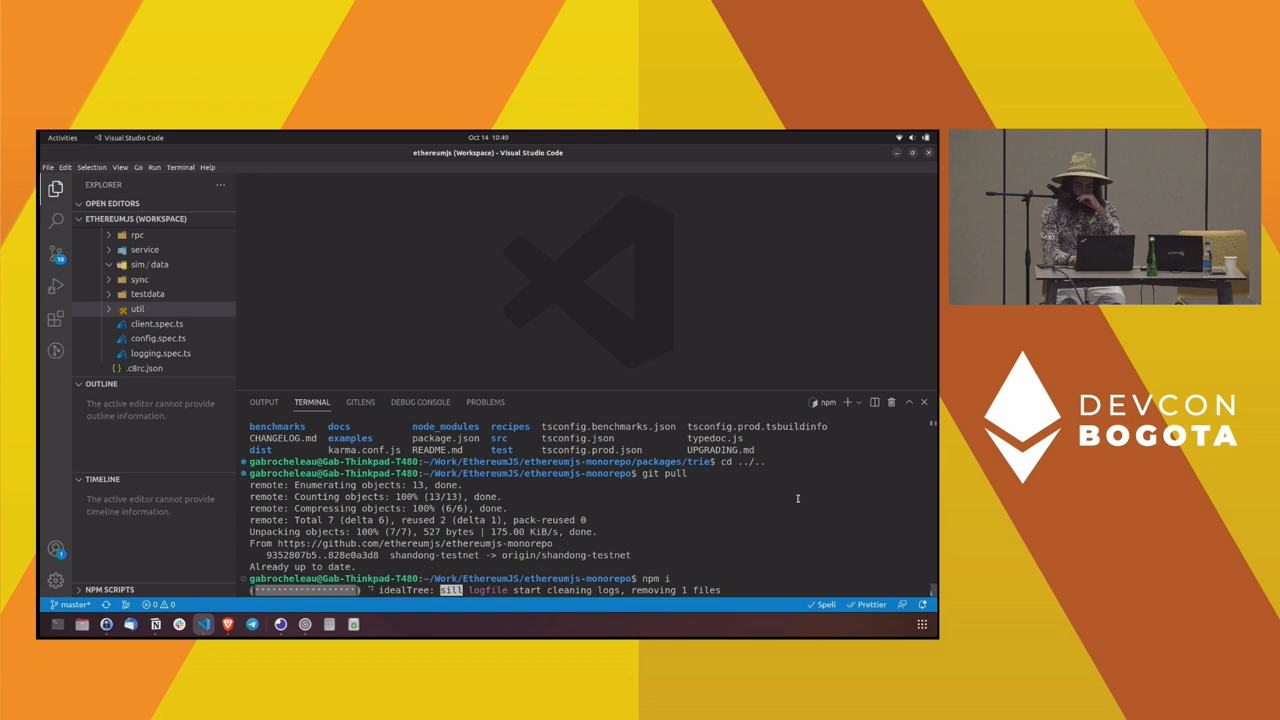 Activities
Visual Studio Code
Oct 14 10:49
ethereumjs (Workspace) - Visual Studio Code
File Edit Selection View Go Run Terminal Help
EXPLORER
OPEN EDITORS
ETHEREUMJS (WORKSPACE)
rpc
service
sim / data
sync
testdata
util
client.spec.ts
config.spec.ts
logging.spec.ts
{ } .c8rc.json
OUTLINE
The active editor cannot provide
outline information.
TIMELINE
The active editor cannot provide
timeline information.
NPM SCRIPTS
18
1
OUTPUT TERMINAL GITLENS DEBUG CONSOLE PROBLEMS
npm
benchmarks docs node_modules recipes tsconfig.benchmarks.json tsconfig.prod.tsbuildinfo
CHANGELOG.md examples package.json src tsconfig.json typedoc.js
dist karma.conf.js README.md test tsconfig.prod.json UPGRADING.md
gabrocheleau@Gab-Thinkpad-T480:~/Work/EthereumJS/ethereumjs-monorepo/packages/trie$ cd ../..
gabrocheleau@Gab-Thinkpad-T480:~/Work/EthereumJS/ethereumjs-monorepo$ git pull
remote: Enumerating objects: 13, done.
remote: Counting objects: 100% (13/13), done.
remote: Compressing objects: 100% (6/6), done.
remote: Total 7 (delta 6), reused 2 (delta 1), pack-reused 0
Unpacking objects: 100% (7/7), 527 bytes | 175.00 KiB/s, done.
From https://github.com/ethereumjs/ethereumjs-monorepo
9352807b5..828e0a3d8 shandong-testnet -> origin/shandong-testnet
Already up to date.
gabrocheleau@Gab-Thinkpad-T480:~/Work/EthereumJS/ethereumjs-monorepo$ npm i
idealTree: sill logfile start cleaning logs, removing 1 files
master* 0 0 Spell Prettier
DEVCON
BOGOTA